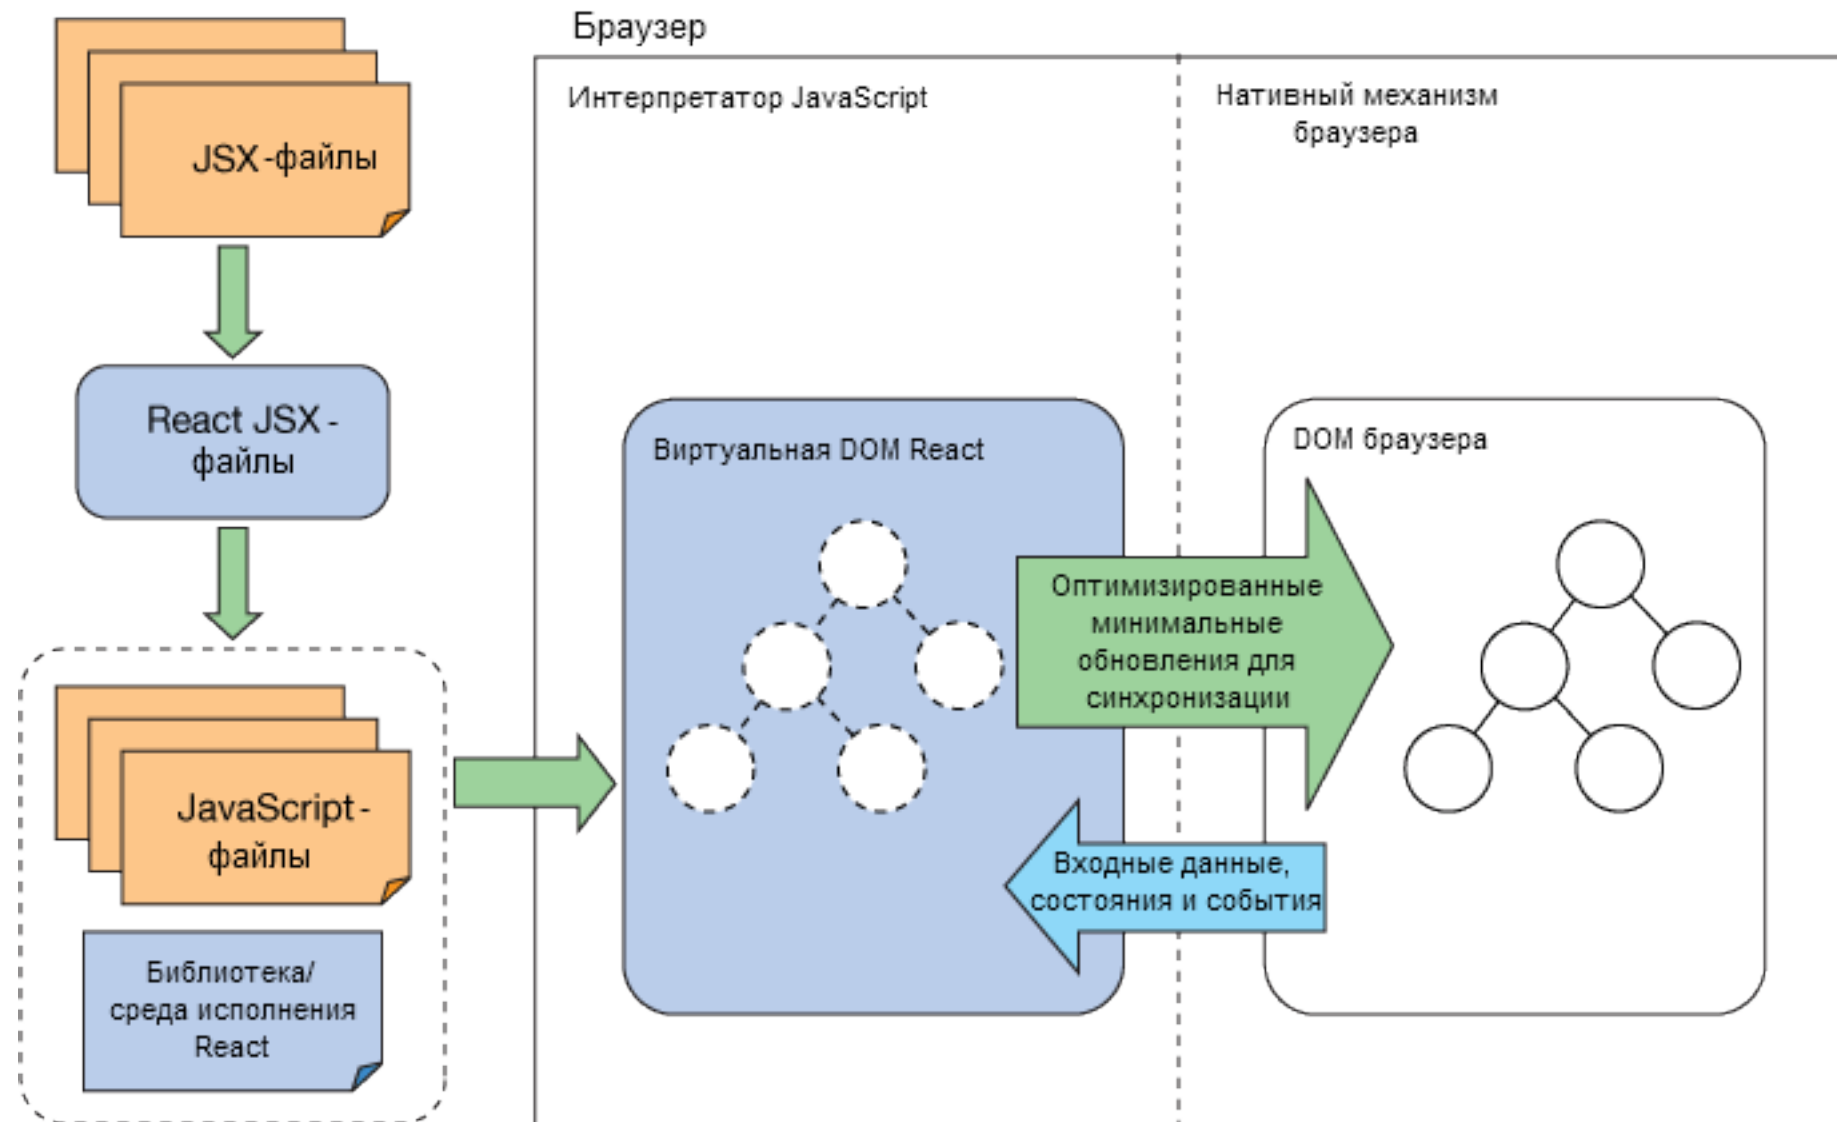 Браузер
Интерпретатор JavaScript
Нативный механизм
браузера
JSX-файлы
React JSX-
файлы
JavaScript-
файлы
Библиотека/
среда исполнения
React
Виртуальная DOM React
DOM браузера
Оптимизированные
минимальные
обновления для
синхронизации
Входные данные,
состояния и события